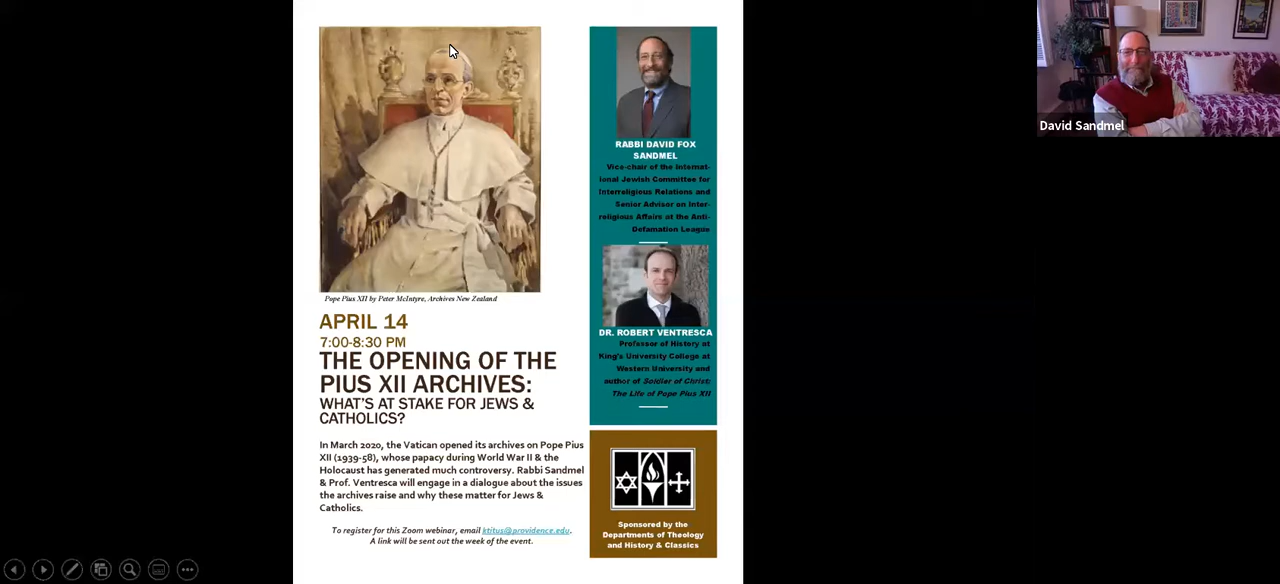 Pope Pius XII by Peter McIntyre, Archives New Zealand
APRIL 14
7:00-8:30 PM
THE OPENING OF THE
PIUS XII ARCHIVES:
WHAT'S AT STAKE FOR JEWS &
CATHOLICS?
In March 2020, the Vatican opened its archives on Pope Pius
XII (1939-58), whose papacy during World War II & the
Holocaust has generated much controversy. Rabbi Sandmel
& Prof. Ventresca will engage in a dialogue about the issues
the archives raise and why these matter for Jews &
Catholics.
To register for this Zoom webinar, email ktitus@providence.edu.
A link will be sent out the week of the event.
RABBI DAVID FOX
SANDMEL
Vice-chair of the Internat-
ional Jewish Committee for
Interreligious Relations and
Senior Advisor on Inter-
religious Affairs at the Anti-
Defamation League
DR. ROBERT VENTRESCA
Professor of History at
King's University College at
Western University and
author of Soldier of Christ:
The Life of Pope Pius XII
Sponsored by the
Departments of Theology
and History & Classics
David Sandmel